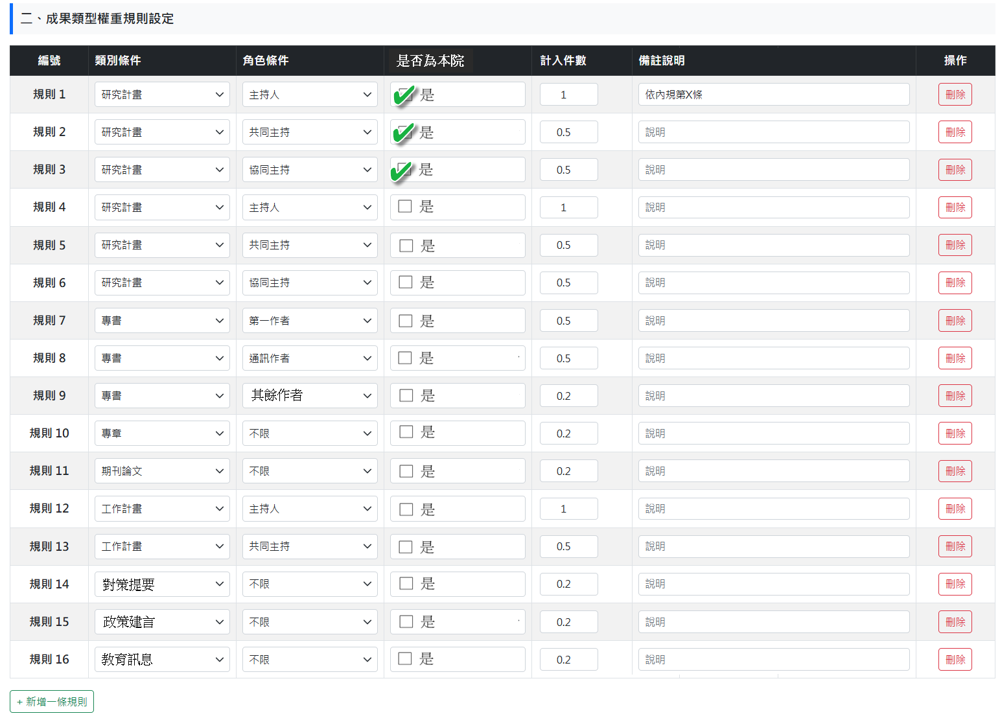 二、成果類型權重規則設定
編號 類別條件 角色條件 是否為本院 計入件數 備註說明 操作
規則 1 研究計畫 主持人 是 1 依內規第X條 刪除
規則 2 研究計畫 共同主持 是 0.5 說明 刪除
規則 3 研究計畫 協同主持 是 0.5 說明 刪除
規則 4 研究計畫 主持人 是 1 說明 刪除
規則 5 研究計畫 共同主持 是 0.5 說明 刪除
規則 6 研究計畫 協同主持 是 0.5 說明 刪除
規則 7 專書 第一作者 是 0.5 說明 刪除
規則 8 專書 通訊作者 是 0.5 說明 刪除
規則 9 專書 其餘作者 是 0.2 說明 刪除
規則 10 專章 不限 是 0.2 說明 刪除
規則 11 期刊論文 不限 是 0.2 說明 刪除
規則 12 工作計畫 主持人 是 1 說明 刪除
規則 13 工作計畫 共同主持 是 0.5 說明 刪除
規則 14 對策提要 不限 是 0.2 說明 刪除
規則 15 政策建言 不限 是 0.2 說明 刪除
規則 16 教育訊息 不限 是 0.2 說明 刪除
+ 新增一條規則